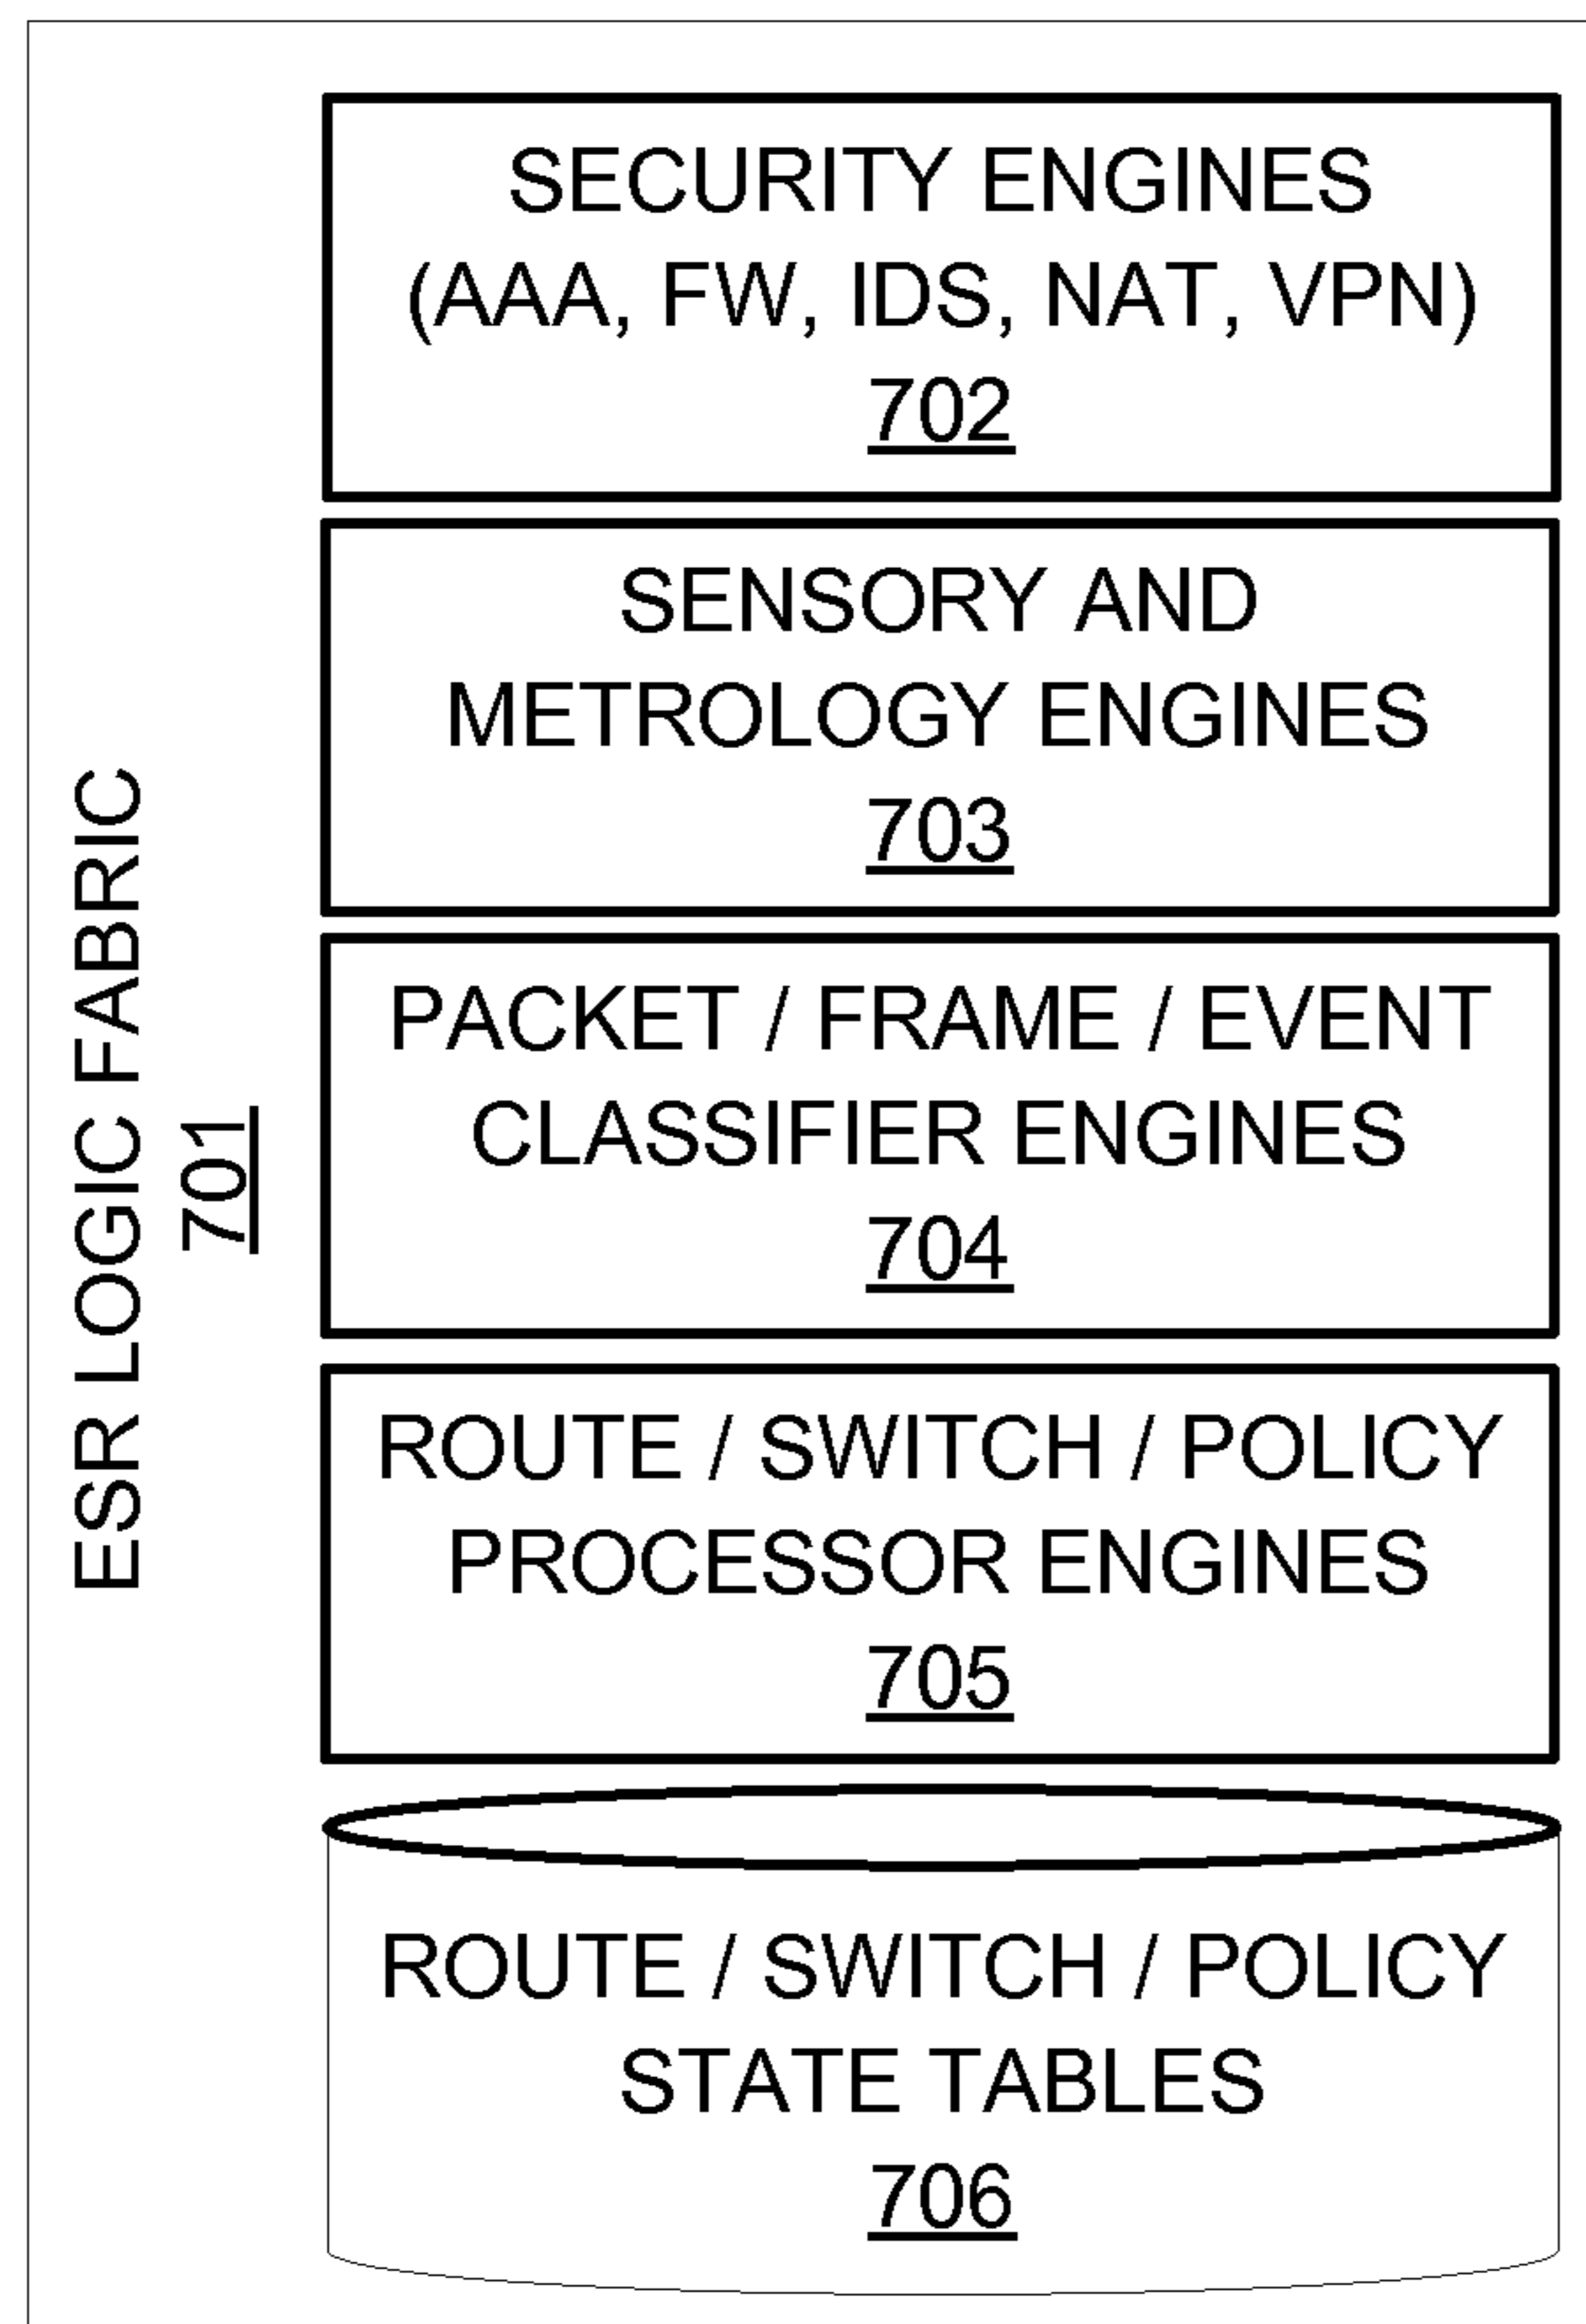 ESR LOGIC FABRIC
701
SECURITY ENGINES
(AAA, FW, IDS, NAT, VPN)
702
SENSORY AND
METROLOGY ENGINES
703
PACKET / FRAME / EVENT
CLASSIFIER ENGINES
704
ROUTE / SWITCH / POLICY
PROCESSOR ENGINES
705
ROUTE / SWITCH / POLICY
STATE TABLES
706